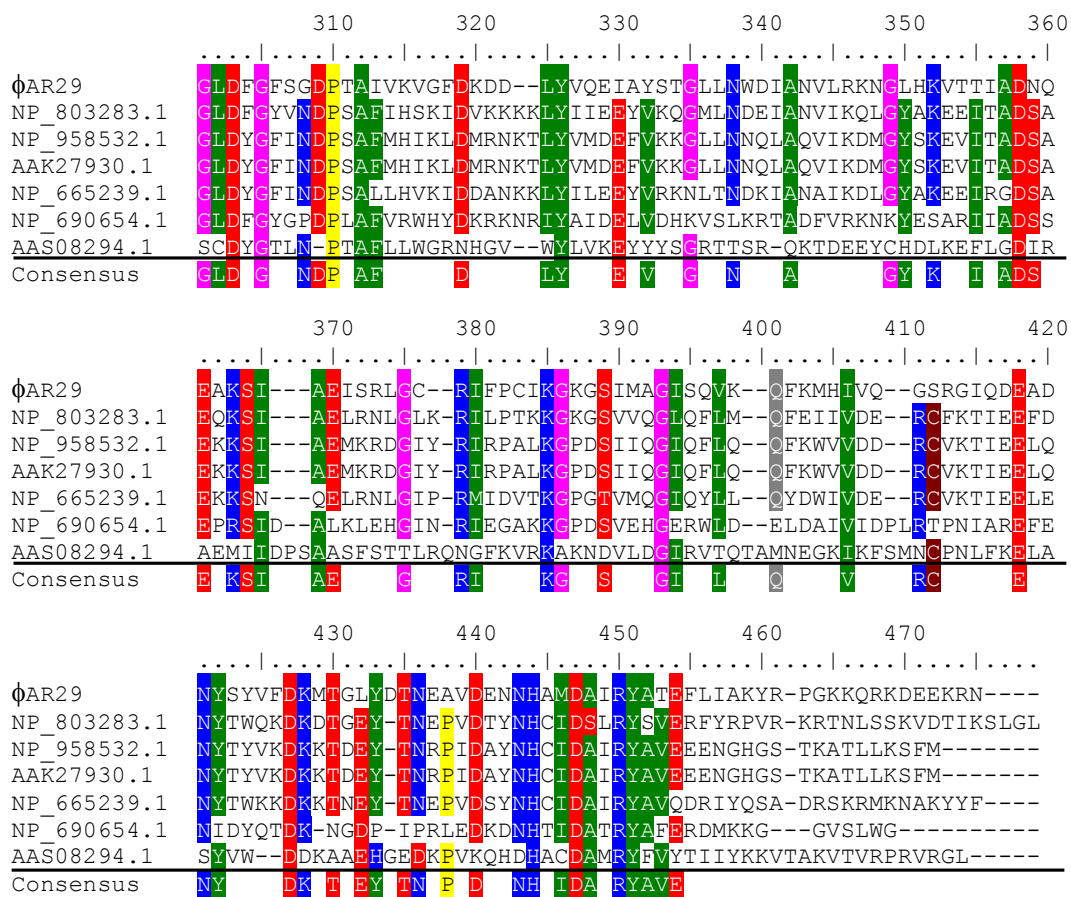 310 320 330 340 350 360
....|....|....|....|....|....|....|....|....|....|....|....|
ϕAR29 GLDFGFSGDPTAIVKVGFDKDD--LYVQEIAYSTGLLNWDIANVLRKNGLHKVTTIADNQ
NP_803283.1 GLDFGYVNDPSAFIHSKIDVKKKKLYIIEEYVKQGMLNDEIANVIKQLGYAKEEITADSA
NP_958532.1 GLDYGFINDPSAFMHIKLDMRNKTLYVMDEFVKKGLLNNQLAQVIKDMGYSKEVITADSA
AAK27930.1 GLDYGFINDPSAFMHIKLDMRNKTLYVMDEFVKKGLLNNQLAQVIKDMGYSKEVITADSA
NP_665239.1 GLDYGFINDPSALLHVKIDDANKKLYILEEYVRKNLTNDKIANAIKDLGYAKEEIRGDSA
NP_690654.1 GLDFGYGPDPLAFVRWHYDKRKNRIYAIDELVDHKVSLKRTADFVRKNKYESARIIADSS
AAS08294.1 SCDYGTLN-PTAFLLWGRNHGV--WYLVKEYYYSGRTTSR-QKTDEEYCHDLKEFLGDIR
Consensus GLD G NDP AF D LY E V G N A GY K I ADS
370 380 390 400 410 420
....|....|....|....|....|....|....|....|....|....|....|....|
ϕAR29 EAKSI---AEISRLGC--RIFPCIKGKGSIMAGISQVK--QFKMHIVQ--GSRGIQDEAD
NP_803283.1 EQKSI---AELRNLGLK-RILPTKKGKGSVVQGLQFLM--QFEIIVDE--RCFKTIEEFD
NP_958532.1 EKKSI---AEMKRDGIY-RIRPALKGPDSIIQGIQFLQ--QFKWVVDD--RCVKTIEELQ
AAK27930.1 EKKSI---AEMKRDGIY-RIRPALKGPDSIIQGIQFLQ--QFKWVVDD--RCVKTIEELQ
NP_665239.1 EKKSN---QELRNLGIP-RMIDVTKGPGTVMQGIQYLL--QYDWIVDE--RCVKTIEELE
NP_690654.1 EPRSID--ALKLEHGIN-RIEGAKKGPDSVEHGERWLD--ELDAIVIDPLRTPNIAREFE
AAS08294.1 AEMIIDPSAASFSTTLRQNGFKVRKAKNDVLDGIRVTQTAMNEGKIKFSMNCPNLFKELA
Consensus E KSI AE G RI KG S GI L Q V RC E
430 440 450 460 470
....|....|....|....|....|....|....|....|....|....|....|...
ϕAR29 NYSYVFDKMTGLYDTNEAVDENNHAMDAIRYATEFLIAKYR-PGKKQRKDEEKRN----
NP_803283.1 NYTWQKDKDTGEY-TNEPVDTYNHCIDSLRYSVERFYRPVR-KRTNLSSKVDTIKSLGL
NP_958532.1 NYTYVKDKKTDEY-TNRPIDAYNHCIDAIRYAVEEENGHGS-TKATLLKSFM-------
AAK27930.1 NYTYVKDKKTDEY-TNRPIDAYNHCIDAIRYAVEEENGHGS-TKATLLKSFM-------
NP_665239.1 NYTWKKDKKTNEY-TNEPVDSYNHCIDAIRYAVQDRIYQSA-DRSKRMKNAKYYF----
NP_690654.1 NIDYQTDK-NGDP-IPRLEDKDNHTIDATRYAFERDMKKG---GVSLWG----------
AAS08294.1 SYVW--DDKAAEHGEDKPVKQHDHACDAMRYFVYTIIYKKVTAKVTVRPRVRGL-----
Consensus NY DK T EY TN P D NH IDA RYAVE